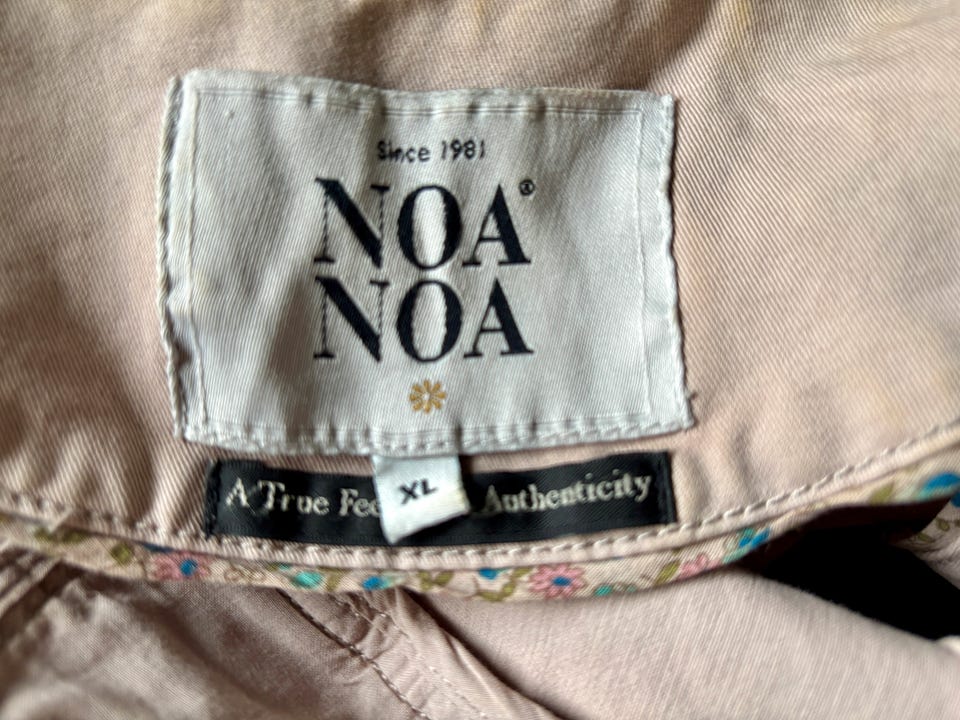 Since 1981
NOA®
NOA
A True Fee Authenticity
XL